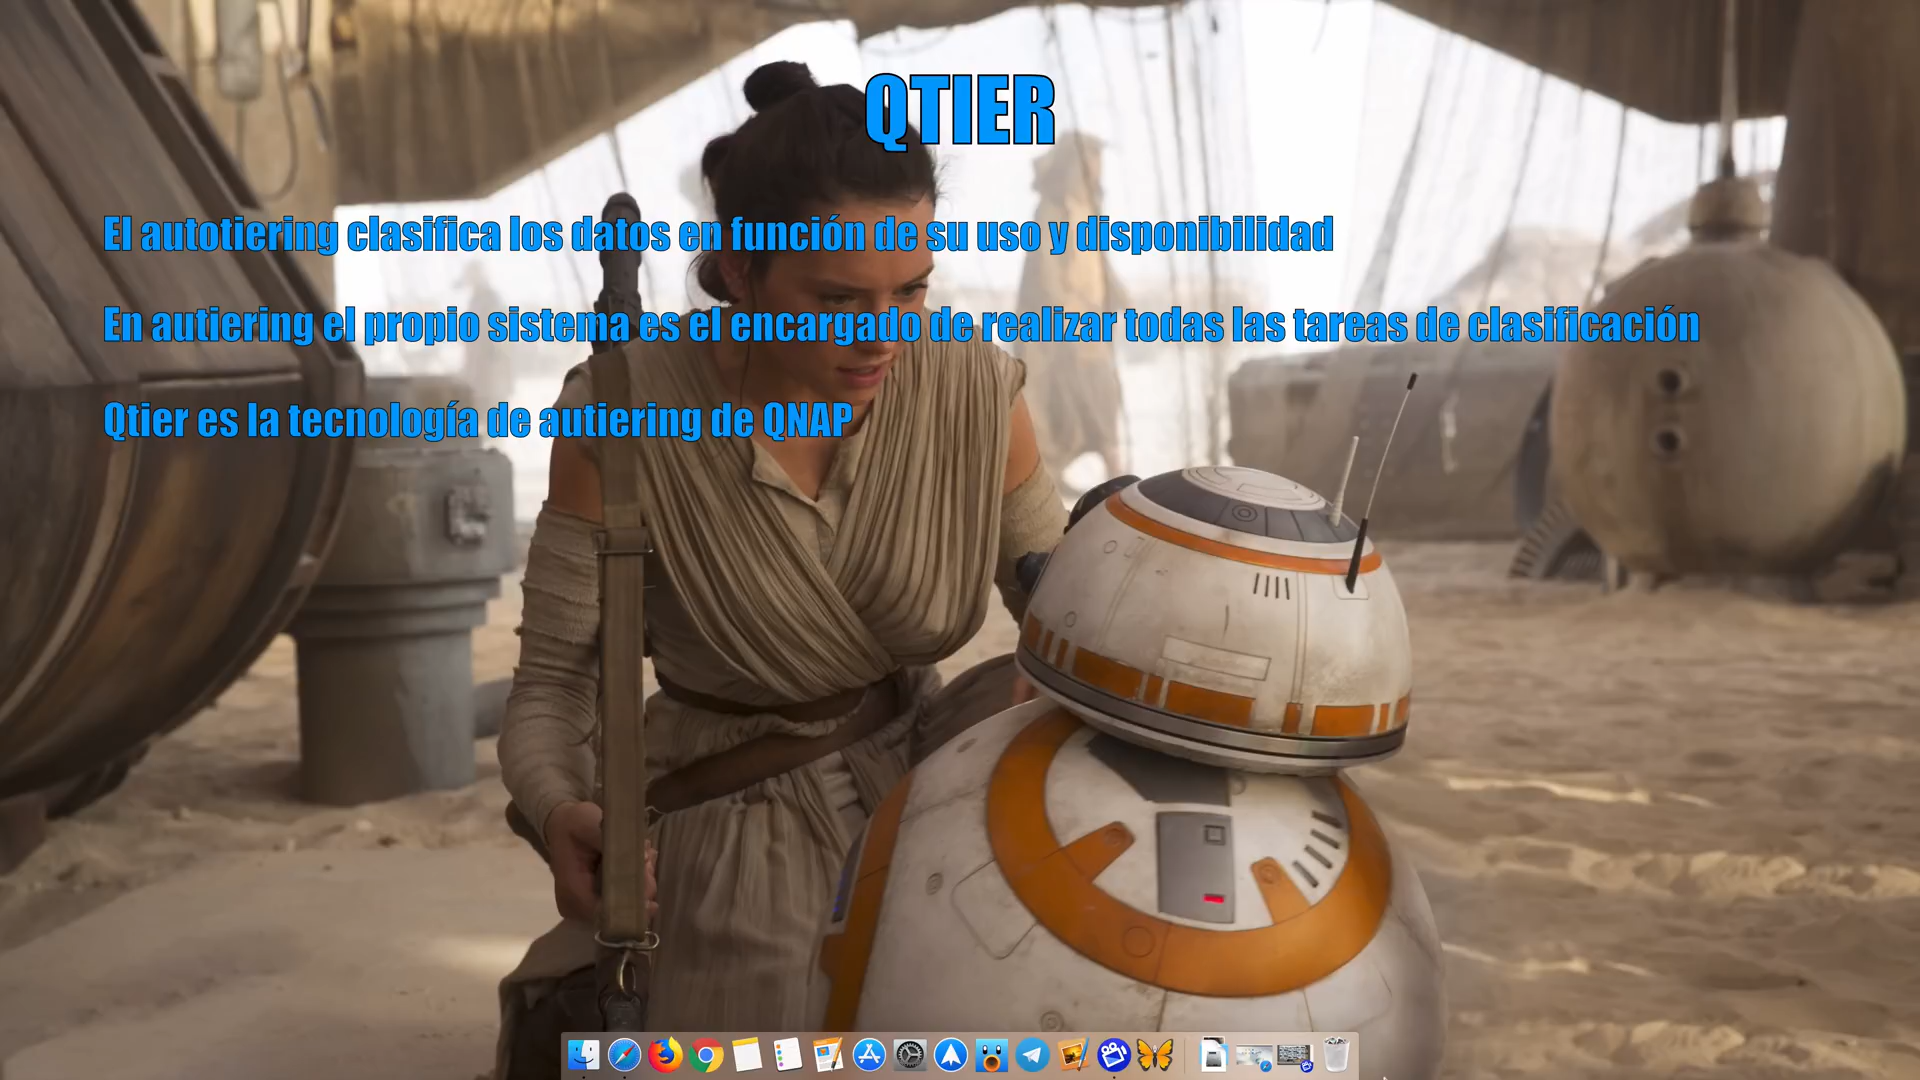 QTIER
El autotiering clasifica los datos en función de su uso y disponibilidad
En autiering el propio sistema es el encargado de realizar todas las tareas de clasificación
Qtier es la tecnología de autiering de QNAP